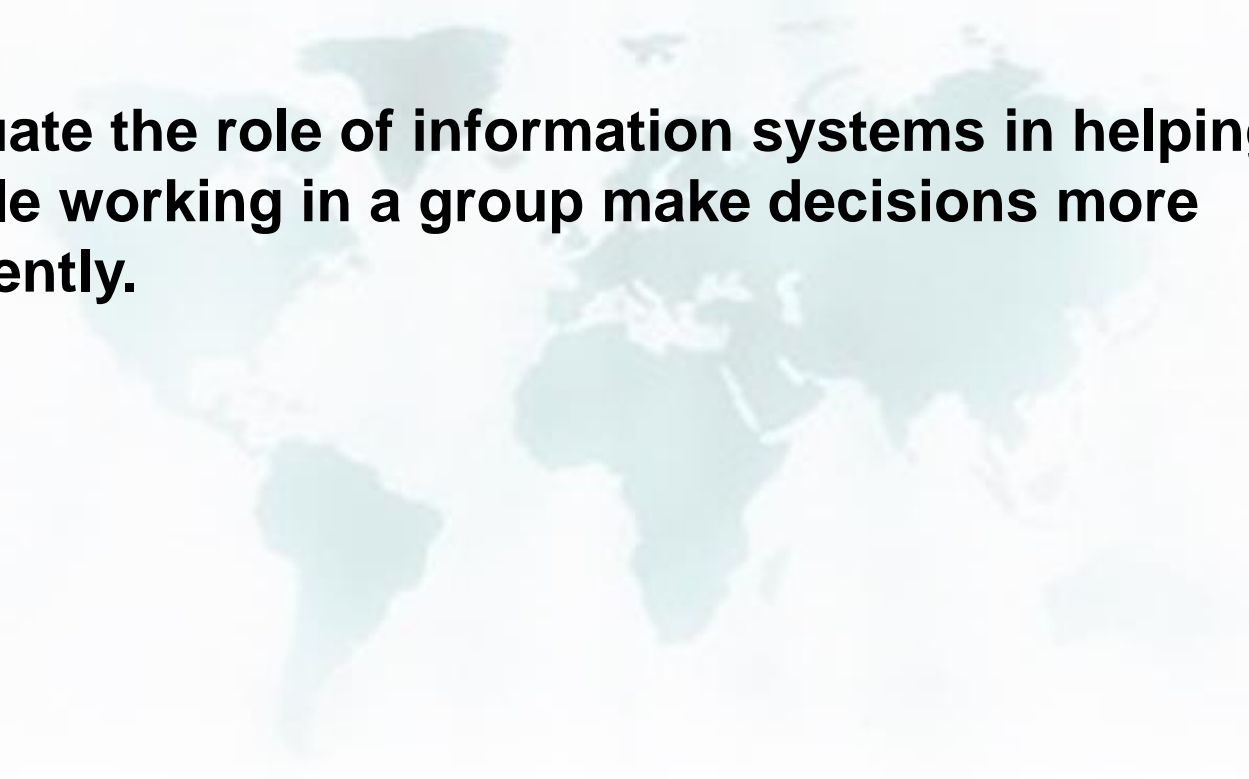 uate the role of information systems in helping
le working in a group make decisions more
ently.